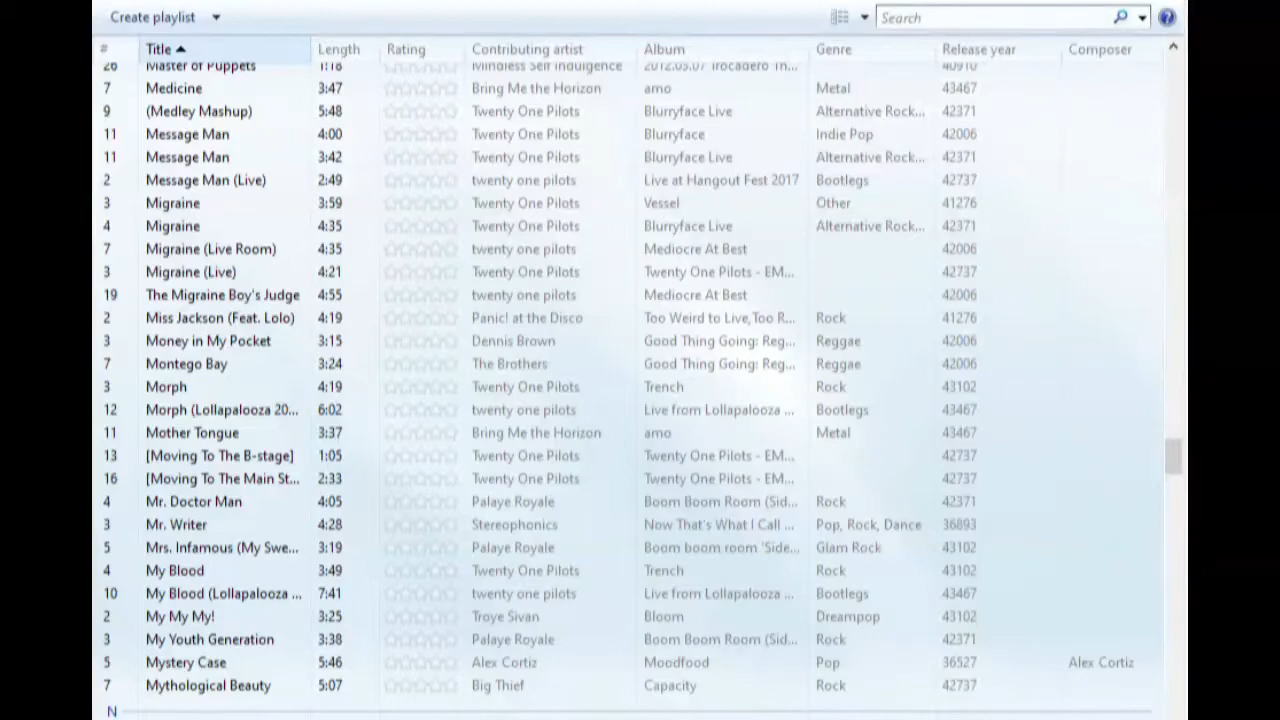 Create playlist Search
# Title Length Rating Contributing artist Album Genre Release year Composer
26 Master of Puppets 1:18 Mindless Self Indulgence 2012.05.07 Trocadero Th... 40910
7 Medicine 3:47 Bring Me the Horizon amo Metal 43467
9 (Medley Mashup) 5:48 Twenty One Pilots Blurryface Live Alternative Rock... 42371
11 Message Man 4:00 Twenty One Pilots Blurryface Indie Pop 42006
11 Message Man 3:42 Twenty One Pilots Blurryface Live Alternative Rock... 42371
2 Message Man (Live) 2:49 twenty one pilots Live at Hangout Fest 2017 Bootlegs 42737
3 Migraine 3:59 Twenty One Pilots Vessel Other 41276
4 Migraine 4:35 Twenty One Pilots Blurryface Live Alternative Rock... 42371
7 Migraine (Live Room) 4:35 twenty one pilots Mediocre At Best 42006
3 Migraine (Live) 4:21 Twenty One Pilots Twenty One Pilots - EM... 42737
19 The Migraine Boy's Judge 4:55 twenty one pilots Mediocre At Best 42006
2 Miss Jackson (Feat. Lolo) 4:19 Panic! at the Disco Too Weird to Live,Too R... Rock 41276
3 Money in My Pocket 3:15 Dennis Brown Good Thing Going: Reg... Reggae 42006
7 Montego Bay 3:24 The Brothers Good Thing Going: Reg... Reggae 42006
3 Morph 4:19 Twenty One Pilots Trench Rock 43102
12 Morph (Lollapalooza 20... 6:02 twenty one pilots Live from Lollapalooza ... Bootlegs 43467
11 Mother Tongue 3:37 Bring Me the Horizon amo Metal 43467
13 [Moving To The B-stage] 1:05 Twenty One Pilots Twenty One Pilots - EM... 42737
16 [Moving To The Main St... 2:33 Twenty One Pilots Twenty One Pilots - EM... 42737
4 Mr. Doctor Man 4:05 Palaye Royale Boom Boom Room (Sid... Rock 42371
3 Mr. Writer 4:28 Stereophonics Now That's What I Call ... Pop, Rock, Dance 36893
5 Mrs. Infamous (My Swe... 3:19 Palaye Royale Boom boom room 'Side... Glam Rock 43102
4 My Blood 3:49 Twenty One Pilots Trench Rock 43102
10 My Blood (Lollapalooza ... 7:41 twenty one pilots Live from Lollapalooza ... Bootlegs 43467
2 My My My! 3:25 Troye Sivan Bloom Dreampop 43102
3 My Youth Generation 3:38 Palaye Royale Boom Boom Room (Sid... Rock 42371
5 Mystery Case 5:46 Alex Cortiz Moodfood Pop 36527 Alex Cortiz
7 Mythological Beauty 5:07 Big Thief Capacity Rock 42737
N